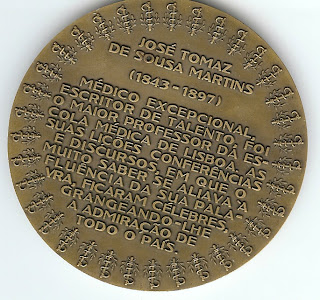 JOSÉ TOMAZ
DE SOUSA MARTINS
(1843-1897)
MÉDICO EXCEPCIONAL,
ESCRITOR DE TALENTO, FOI
O MAIOR PROFESSOR DA ES-
COLA MÉDICA DE LISBOA. AS
SUAS LIÇÕES, CONFERÊNCIAS
E DISCURSOS, EM QUE O
MUITO SABER SE ALIAVA À
FLUÊNCIA DA SUA PALA-
VRA FICARAM CÉLEBRES,
GRANGEANDO-LHE
A ADMIRAÇÃO DE
TODO O PAÍS.